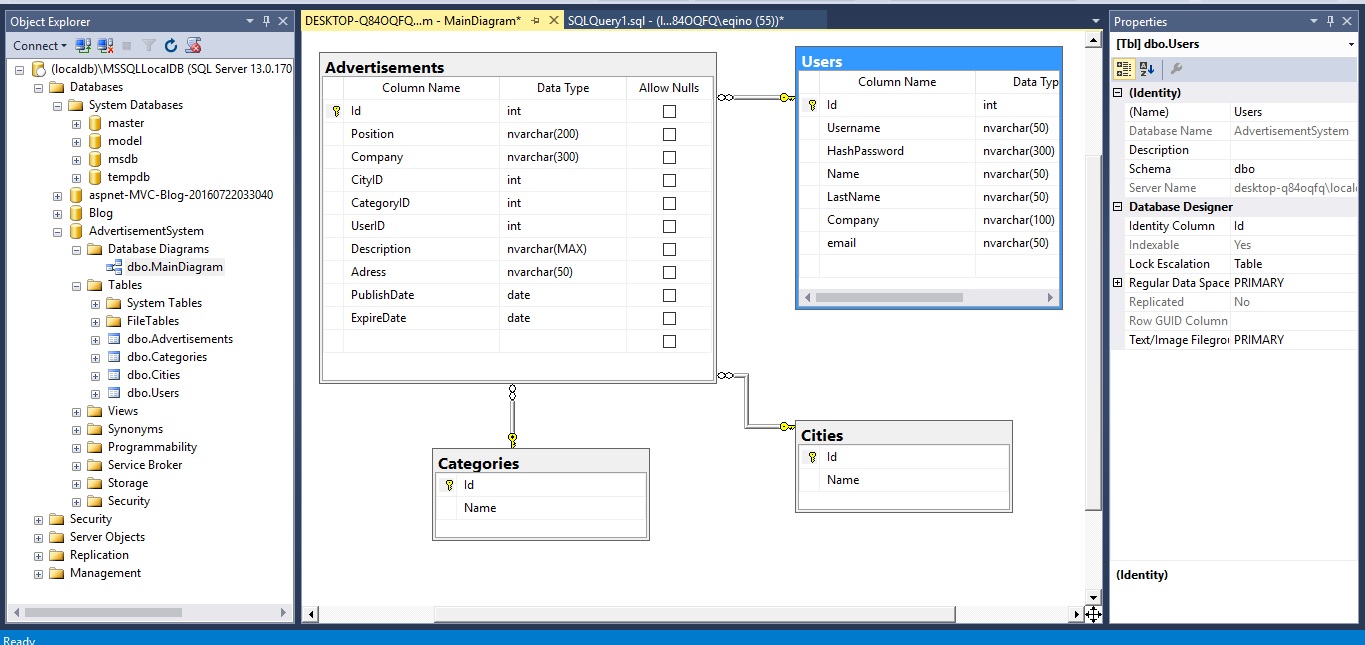 Object Explorer
Connect
(localdb)\MSSQLLocalDB (SQL Server 13.0.170
Databases
System Databases
master
model
msdb
tempdb
aspnet-MVC-Blog-20160722033040
Blog
AdvertisementSystem
Database Diagrams
dbo.MainDiagram
Tables
System Tables
FileTables
dbo.Advertisements
dbo.Categories
dbo.Cities
dbo.Users
Views
Synonyms
Programmability
Service Broker
Storage
Security
Security
Server Objects
Replication
Management
DESKTOP-Q84OQFQ...m - MainDiagram*
SQLQuery1.sql - (l...84OQFQ\eqino (55))*
Advertisements
Column Name Data Type Allow Nulls
Id int
Position nvarchar(200)
Company nvarchar(300)
CityID int
CategoryID int
UserID int
Description nvarchar(MAX)
Adress nvarchar(50)
PublishDate date
ExpireDate date
Users
Column Name Data Typ
Id int
Username nvarchar(50)
HashPassword nvarchar(300)
Name nvarchar(50)
LastName nvarchar(50)
Company nvarchar(100)
email nvarchar(50)
Categories
Id
Name
Cities
Id
Name
Properties
[Tbl] dbo.Users
(Identity)
(Name) Users
Database Name AdvertisementSystem
Description
Schema dbo
Server Name desktop-q84oqfq\local
Database Designer
Identity Column Id
Indexable Yes
Lock Escalation Table
Regular Data Space PRIMARY
Replicated No
Row GUID Column
Text/Image Filegrou PRIMARY
(Identity)
Ready